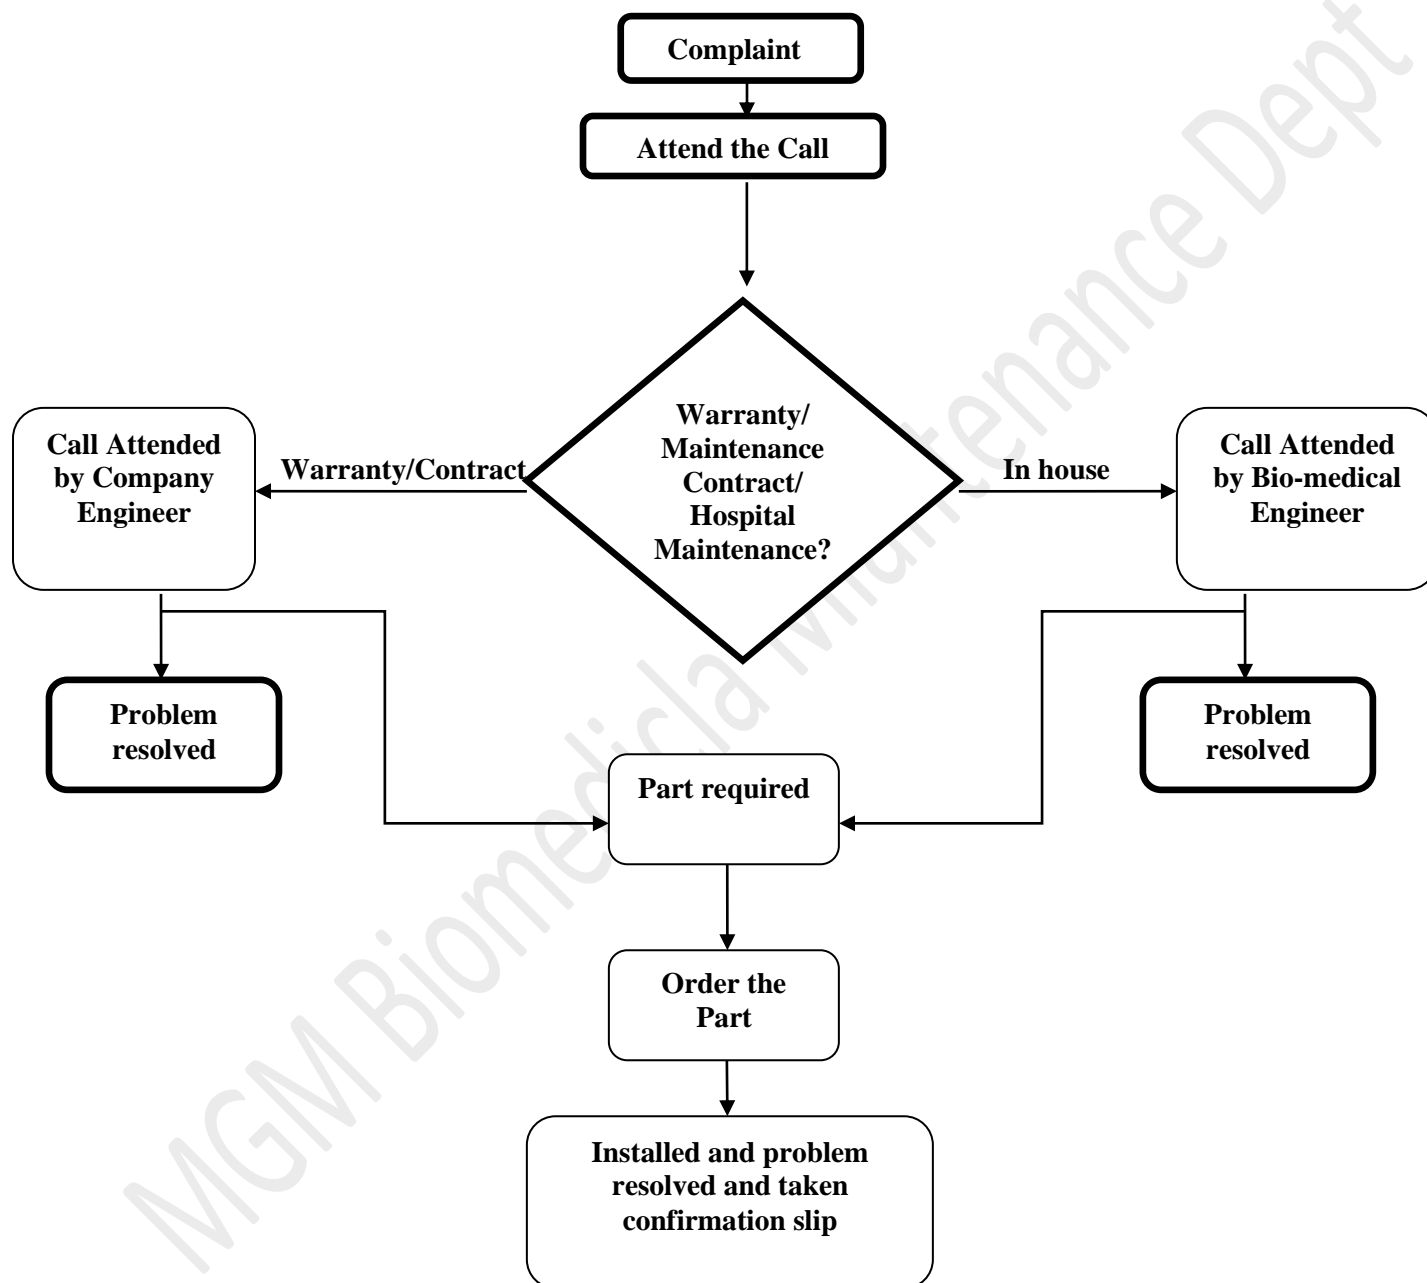 Complaint
Attend the Call
Warranty/
Maintenance
Contract/
Hospital
Maintenance?
Warranty/Contract
In house
Call Attended
by Company
Engineer
Call Attended
by Bio-medical
Engineer
Problem
resolved
Problem
resolved
Part required
Order the
Part
Installed and problem
resolved and taken
confirmation slip
MGM Biomedicla Maintenance Dept